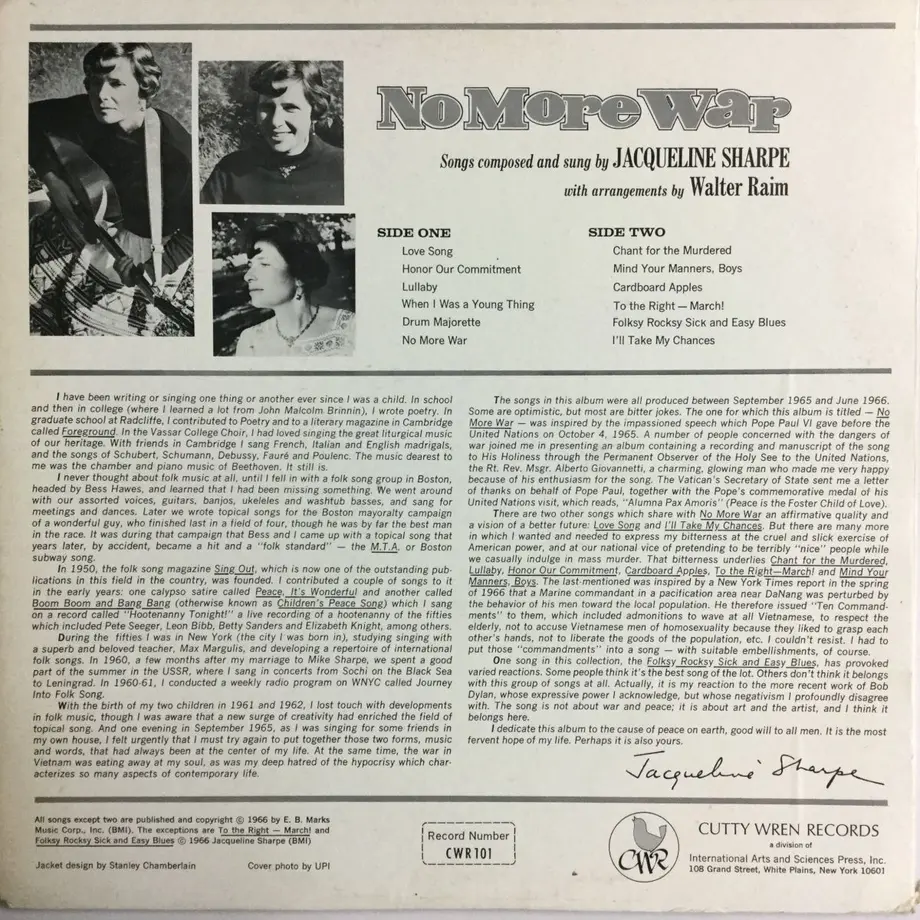 No More War
Songs composed and sung by JACQUELINE SHARPE
with arrangements by Walter Raim
SIDE ONE
Love Song
Honor Our Commitment
Lullaby
When I Was a Young Thing
Drum Majorette
No More War
SIDE TWO
Chant for the Murdered
Mind Your Manners, Boys
Cardboard Apples
To the Right — March!
Folksy Rocksy Sick and Easy Blues
I'll Take My Chances
I have been writing or singing one thing or another ever since I was a child. In school
and then in college (where I learned a lot from John Malcolm Brinnin), I wrote poetry. In
graduate school at Radcliffe, I contributed to Poetry and to a literary magazine in Cambridge
called Foreground. In the Vassar College Choir, I had loved singing the great liturgical music
of our heritage. With friends in Cambridge I sang French, Italian and English madrigals,
and the songs of Schubert, Schumann, Debussy, Fauré and Poulenc. The music dearest to
me was the chamber and piano music of Beethoven. It still is.
I never thought about folk music at all, until I fell in with a folk song group in Boston,
headed by Bess Hawes, and learned that I had been missing something. We went around
with our assorted voices, guitars, banjos, ukeleles and washtub basses, and sang for
meetings and dances. Later we wrote topical songs for the Boston mayoralty campaign
of a wonderful guy, who finished last in a field of four, though he was by far the best man
in the race. It was during that campaign that Bess and I came up with a topical song that
years later, by accident, became a hit and a "folk standard" — the M.T.A. or Boston
subway song.
In 1950, the folk song magazine Sing Out, which is now one of the outstanding pub-
lications in this field in the country, was founded. I contributed a couple of songs to it
in the early years: one calypso satire called Peace, It's Wonderful and another called
Boom Boom and Bang Bang (otherwise known as Children's Peace Song) which I sang
on a record called "Hootenanny Tonight!" a live recording of a hootenanny of the fifties
which included Pete Seeger, Leon Bibb, Betty Sanders and Elizabeth Knight, among others.
During the fifties I was in New York (the city I was born in), studying singing with
a superb and beloved teacher, Max Margulis, and developing a repertoire of international
folk songs. In 1960, a few months after my marriage to Mike Sharpe, we spent a good
part of the summer in the USSR, where I sang in concerts from Sochi on the Black Sea
to Leningrad. In 1960-61, I conducted a weekly radio program on WNYC called Journey
Into Folk Song.
With the birth of my two children in 1961 and 1962, I lost touch with developments
in folk music, though I was aware that a new surge of creativity had enriched the field of
topical song. And one evening in September 1965, as I was singing for some friends in
my own house, I felt urgently that I must try again to put together those two forms, music
and words, that had always been at the center of my life. At the same time, the war in
Vietnam was eating away at my soul, as was my deep hatred of the hypocrisy which char-
acterizes so many aspects of contemporary life.
The songs in this album were all produced between September 1965 and June 1966.
Some are optimistic, but most are bitter jokes. The one for which this album is titled — No
More War — was inspired by the impassioned speech which Pope Paul VI gave before the
United Nations on October 4, 1965. A number of people concerned with the dangers of
war joined me in presenting an album containing a recording and manuscript of the song
to His Holiness through the Permanent Observer of the Holy See to the United Nations,
the Rt. Rev. Msgr. Alberto Giovannetti, a charming, glowing man who made me very happy
because of his enthusiasm for the song. The Vatican's Secretary of State sent me a letter
of thanks on behalf of Pope Paul, together with the Pope's commemorative medal of his
United Nations visit, which reads, "Alumna Pax Amoris" (Peace is the Foster Child of Love).
There are two other songs which share with No More War an affirmative quality and
a vision of a better future: Love Song and I'll Take My Chances. But there are many more
in which I wanted and needed to express my bitterness at the cruel and slick exercise of
American power, and at our national vice of pretending to be terribly "nice" people while
we casually indulge in mass murder. That bitterness underlies Chant for the Murdered,
Lullaby, Honor Our Commitment, Cardboard Apples, To the Right—March! and Mind Your
Manners, Boys. The last-mentioned was inspired by a New York Times report in the spring
of 1966 that a Marine commandant in a pacification area near DaNang was perturbed by
the behavior of his men toward the local population. He therefore issued "Ten Command-
ments" to them, which included admonitions to wave at all Vietnamese, to respect the
elderly, not to accuse Vietnamese men of homosexuality because they liked to grasp each
other's hands, not to liberate the goods of the population, etc. I couldn't resist. I had to
put those "commandments" into a song — with suitable embellishments, of course.
One song in this collection, the Folksy Rocksy Sick and Easy Blues, has provoked
varied reactions. Some people think it's the best song of the lot. Others don't think it belongs
with this group of songs at all. Actually, it is my reaction to the more recent work of Bob
Dylan, whose expressive power I acknowledge, but whose negativism I profoundly disagree
with. The song is not about war and peace; it is about art and the artist, and I think it
belongs here.
I dedicate this album to the cause of peace on earth, good will to all men. It is the most
fervent hope of my life. Perhaps it is also yours.
Jacqueline Sharpe
All songs except two are published and copyright © 1966 by E. B. Marks
Music Corp., Inc. (BMI). The exceptions are To the Right — March! and
Folksy Rocksy Sick and Easy Blues © 1966 Jacqueline Sharpe (BMI)
Jacket design by Stanley Chamberlain Cover photo by UPI
Record Number
CWR101
CWR
CUTTY WREN RECORDS
a division of
International Arts and Sciences Press, Inc.
108 Grand Street, White Plains, New York 10601